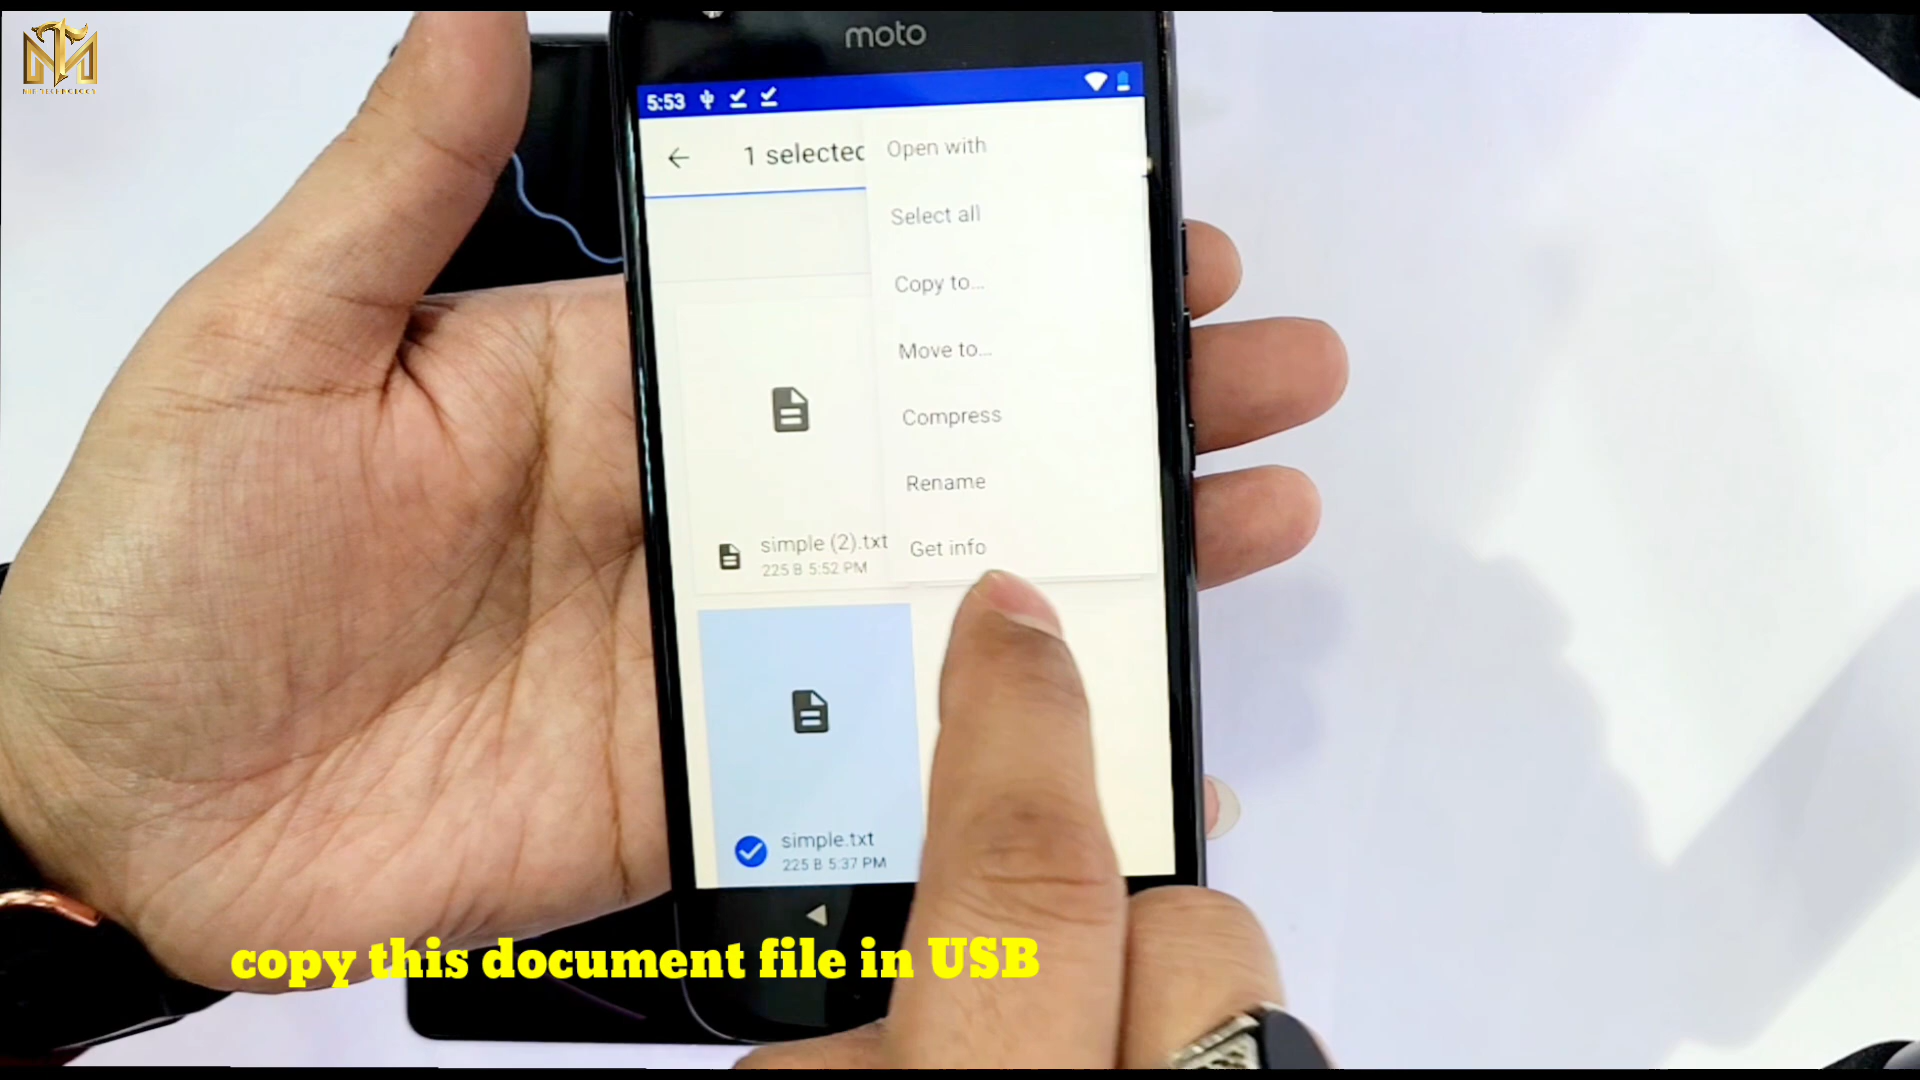 moto
5:53
1 selected
Open with
Select all
Copy to...
Move to...
Compress
Rename
Get info
simple (2).txt
225 B 5:52 PM
simple.txt
225 B 5:37 PM
copy this document file in USB